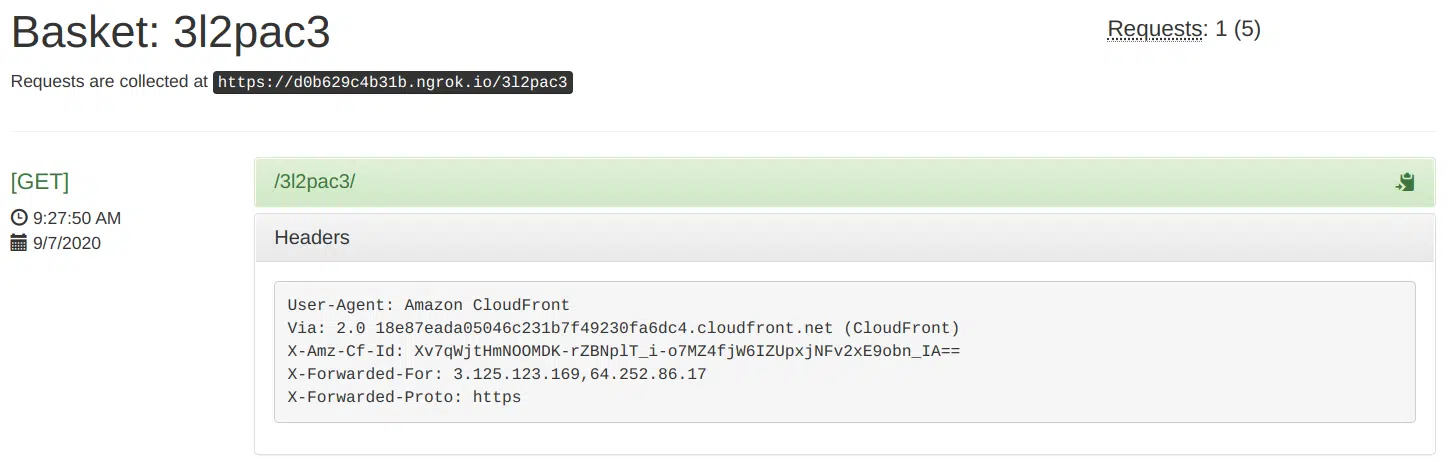 Basket: 3l2pac3
Requests: 1 (5)
Requests are collected at https://d0b629c4b31b.ngrok.io/3l2pac3
[GET]
9:27:50 AM
9/7/2020
/3l2pac3/
Headers
User-Agent: Amazon CloudFront
Via: 2.0 18e87eada05046c231b7f49230fa6dc4.cloudfront.net (CloudFront)
X-Amz-Cf-Id: Xv7qWjtHmNOOMDK-rZBNplT_i-o7MZ4fjW6IZUpxjNFv2xE9obn_IA==
X-Forwarded-For: 3.125.123.169,64.252.86.17
X-Forwarded-Proto: https